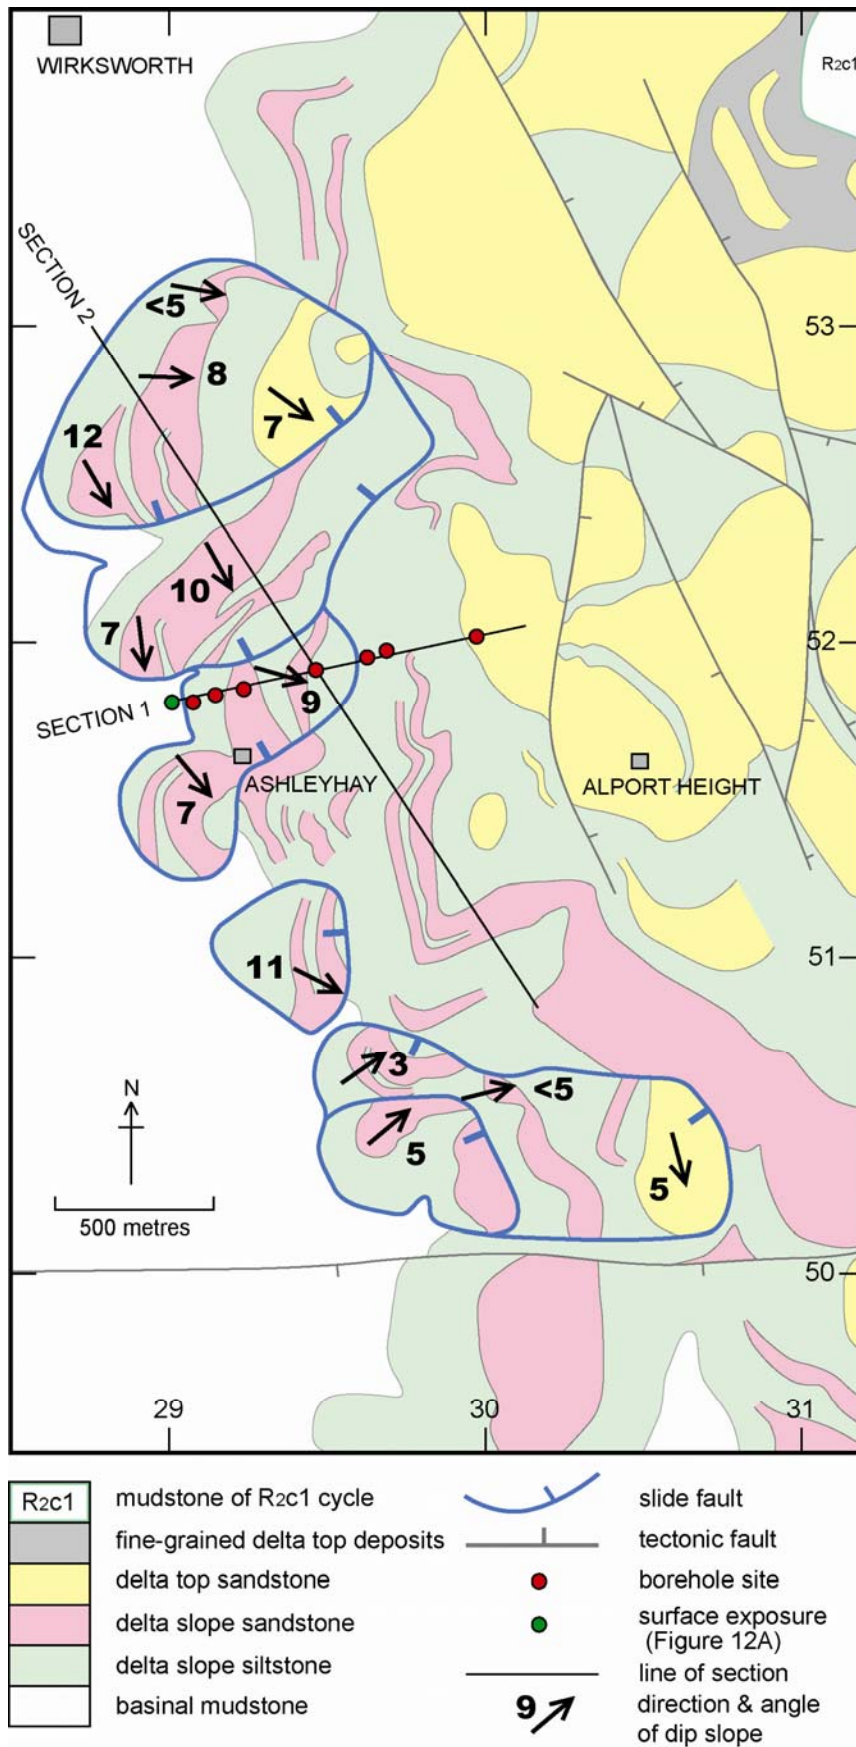 WIRKSWORTH
R2c1
SECTION 2
<5
53
8
7
12
10
7
52
9
SECTION 1
ASHLEYHAY
ALPORT HEIGHT
7
11
51
3
<5
N
5
5
500 metres
50
29
30
31
R2c1
mudstone of R2c1 cycle
slide fault
fine-grained delta top deposits
tectonic fault
delta top sandstone
borehole site
delta slope sandstone
surface exposure
(Figure 12A)
delta slope siltstone
line of section
basinal mudstone
9
direction & angle
of dip slope